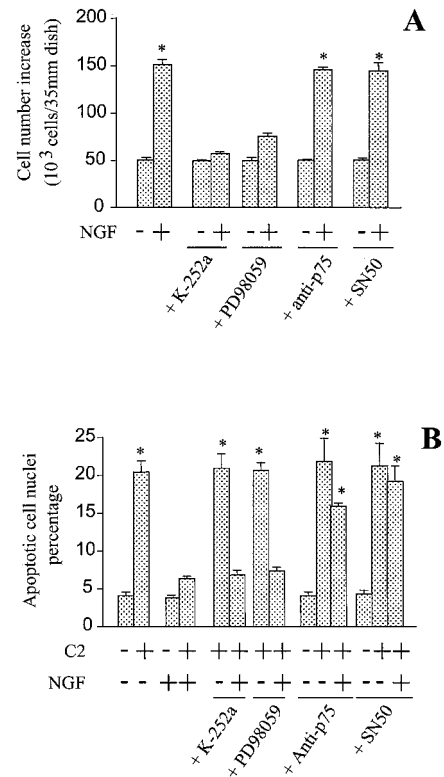 A
Cell number increase
(10³ cells/35mm dish)
200
150
100
50
0
* * *
NGF - + - + - + - + - +
+ K-252a
+ PD98059
+ anti-p75
+ SN50
B
Apoptotic cell nuclei
percentage
25
20
15
10
5
0
* * * * * * *
C2 - + - + + + + + - + + - + +
NGF - - + + - + - + - - + - - +
+ K-252a
+ PD98059
+ Anti-p75
+ SN50